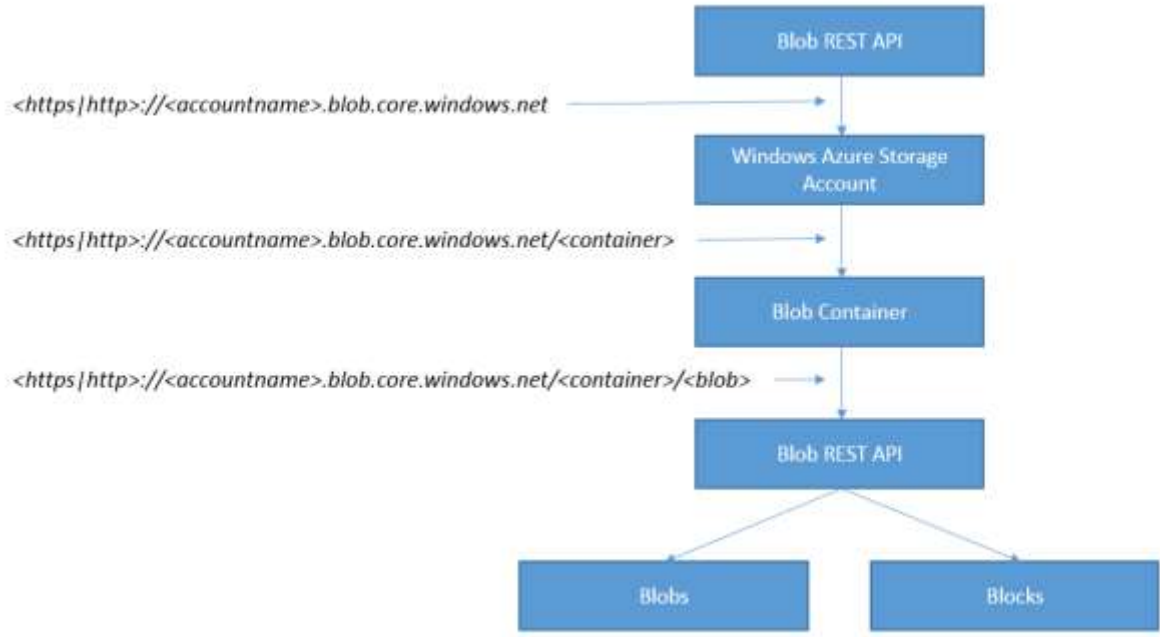 Blob REST API
<https|http>://<accountname>.blob.core.windows.net
Windows Azure Storage
Account
<https|http>://<accountname>.blob.core.windows.net/<container>
Blob Container
<https|http>://<accountname>.blob.core.windows.net/<container>/<blob>
Blob REST API
Blobs
Blocks